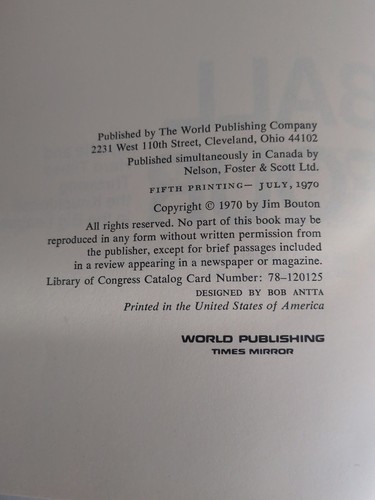 Published by The World Publishing Company
2231 West 110th Street, Cleveland, Ohio 44102
Published simultaneously in Canada by
Nelson, Foster & Scott Ltd.
FIFTH PRINTING— JULY, 1970
Copyright © 1970 by Jim Bouton
All rights reserved. No part of this book may be
reproduced in any form without written permission from
the publisher, except for brief passages included
in a review appearing in a newspaper or magazine.
Library of Congress Catalog Card Number: 78-120125
DESIGNED BY BOB ANTTA
Printed in the United States of America
WORLD PUBLISHING
TIMES MIRROR